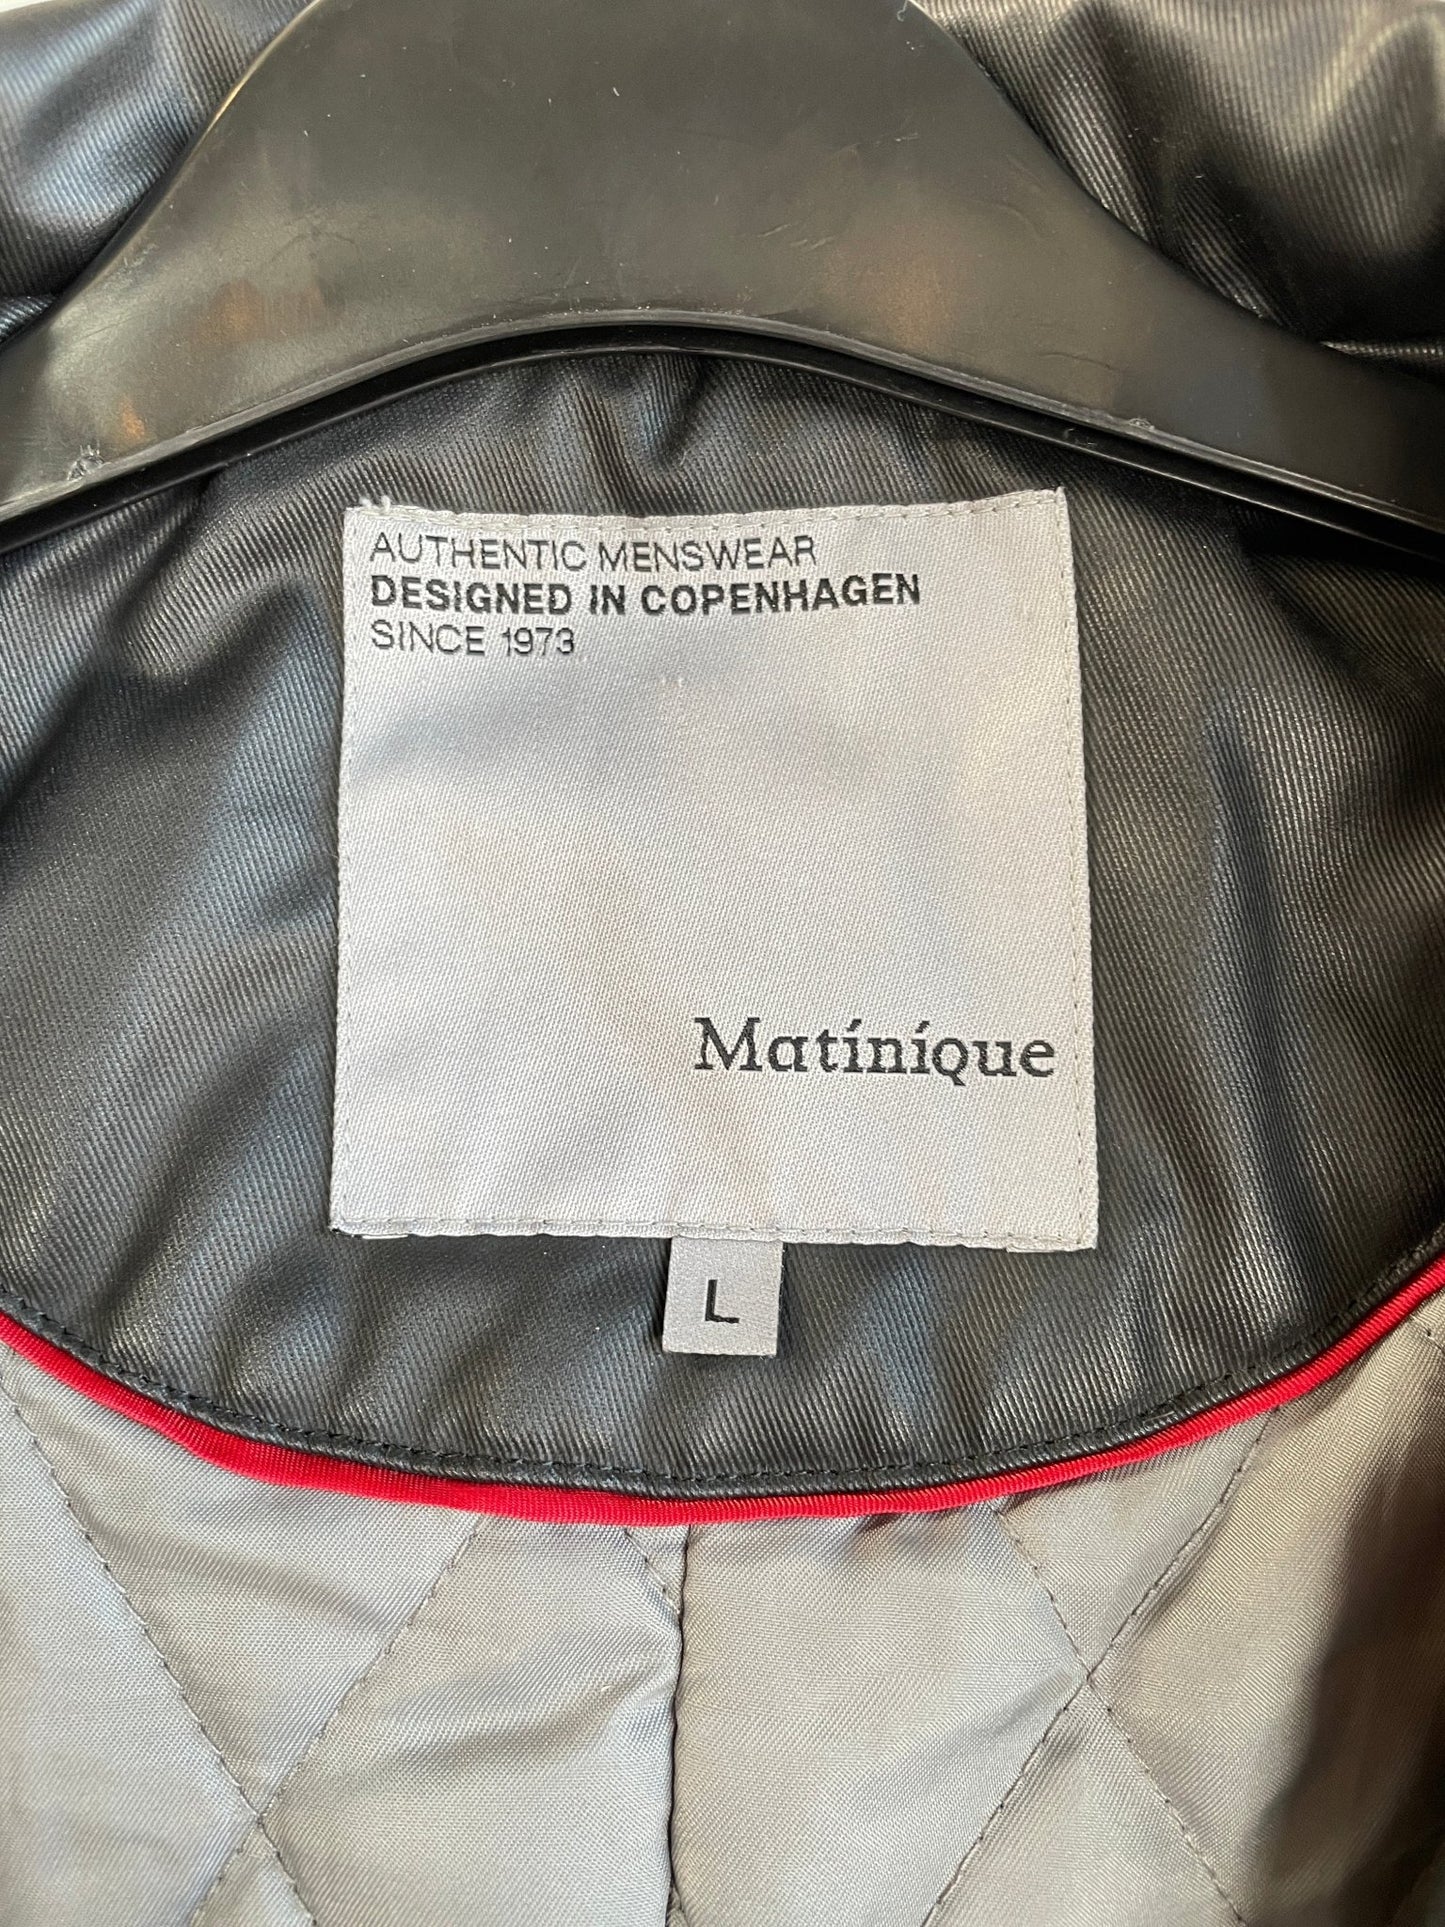 AUTHENTIC MENSWEAR
DESIGNED IN COPENHAGEN
SINCE 1973
Matíníque
L